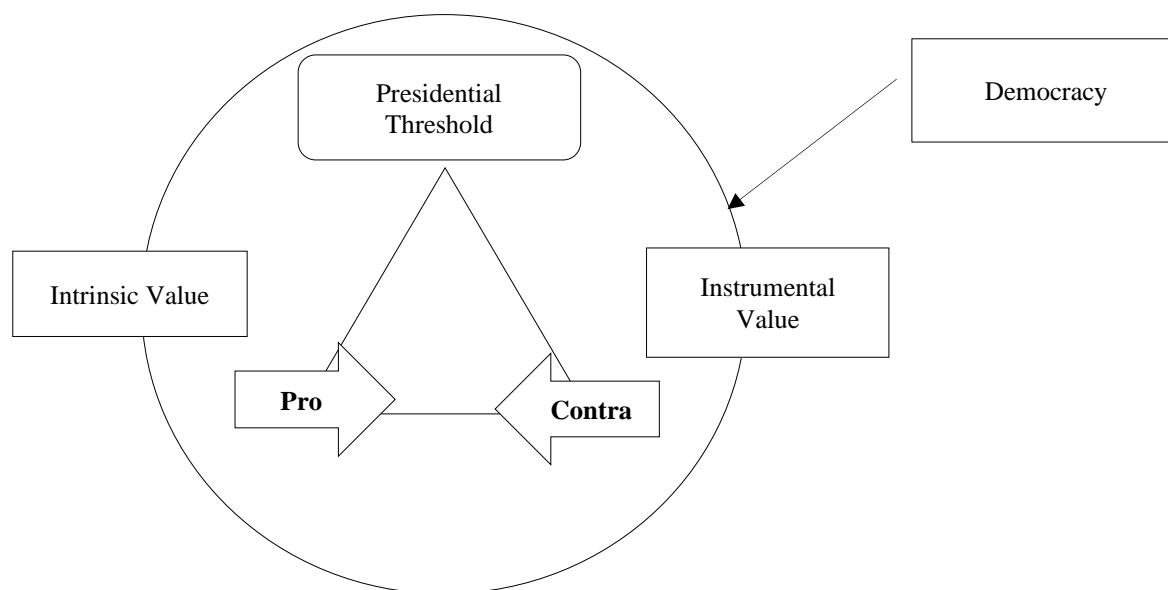 Presidential
Threshold
Democracy
Intrinsic Value
Instrumental
Value
Pro
Contra